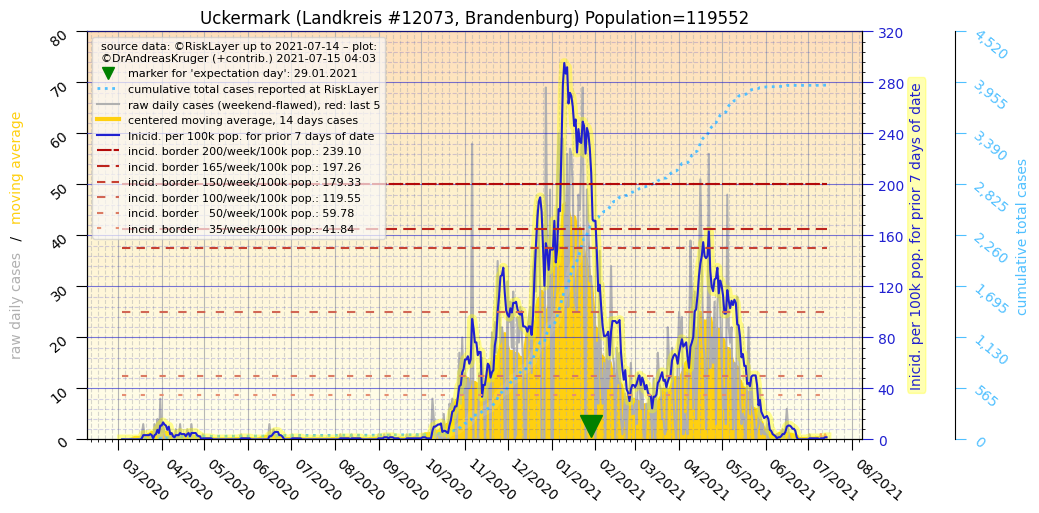 Uckermark (Landkreis #12073, Brandenburg) Population=119552
source data: ©RiskLayer up to 2021-07-14 – plot:
©DrAndreasKruger (+contrib.) 2021-07-15 04:03
marker for 'expectation day': 29.01.2021
cumulative total cases reported at RiskLayer
raw daily cases (weekend-flawed), red: last 5
centered moving average, 14 days cases
Inicid. per 100k pop. for prior 7 days of date
incid. border 200/week/100k pop.: 239.10
incid. border 165/week/100k pop.: 197.26
incid. border 150/week/100k pop.: 179.33
incid. border 100/week/100k pop.: 119.55
incid. border   50/week/100k pop.: 59.78
incid. border   35/week/100k pop.: 41.84
raw daily cases / moving average
80
70
60
50
40
30
20
10
0
320
280
240
200
160
120
80
40
0
Inicid. per 100k pop. for prior 7 days of date
4,520
3,955
3,390
2,825
2,260
1,695
1,130
565
0
cumulative total cases
03/2020
04/2020
05/2020
06/2020
07/2020
08/2020
09/2020
10/2020
11/2020
12/2020
01/2021
02/2021
03/2021
04/2021
05/2021
06/2021
07/2021
08/2021